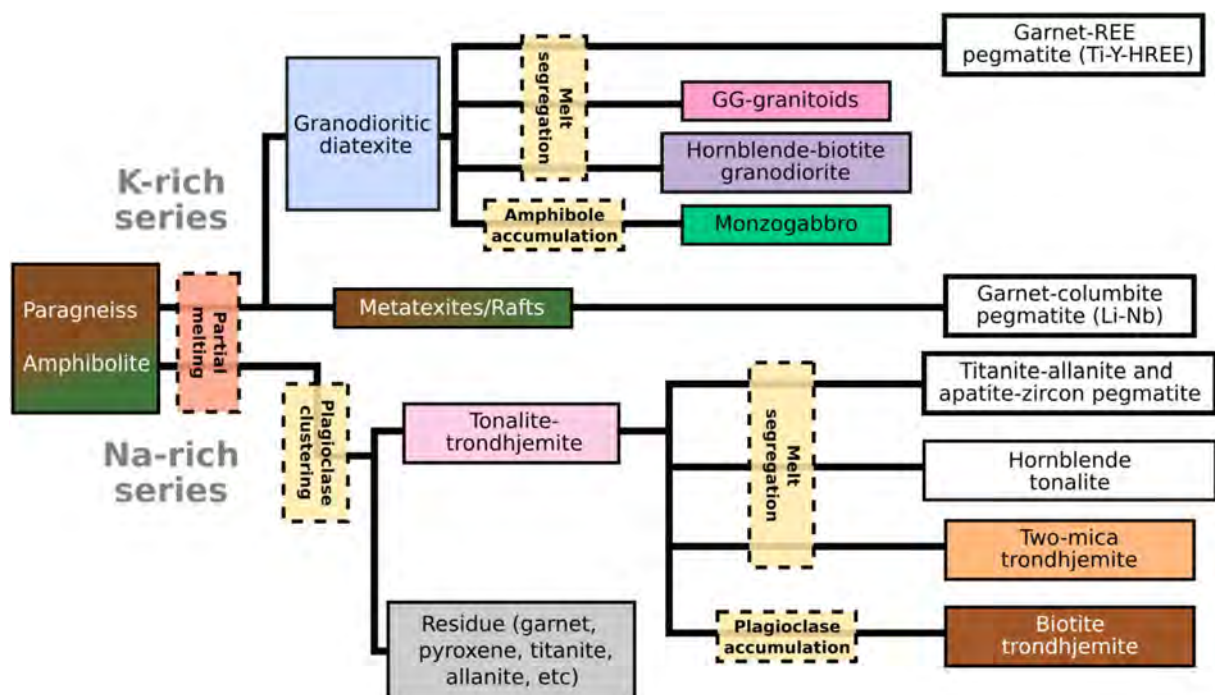 Garnet-REE
pegmatite (Ti-Y-HREE)
Melt
segregation
Granodioritic
diatexite
GG-granitoids
Hornblende-biotite
granodiorite
K-rich
series
Amphibole
accumulation
Monzogabbro
Paragneiss
Amphibolite
Partial
melting
Metatexites/Rafts
Garnet-columbite
pegmatite (Li-Nb)
Na-rich
series
Plagioclase
clustering
Tonalite-
trondhjemite
Melt
segregation
Titanite-allanite and
apatite-zircon pegmatite
Hornblende
tonalite
Two-mica
trondhjemite
Residue (garnet,
pyroxene, titanite,
allanite, etc)
Plagioclase
accumulation
Biotite
trondhjemite